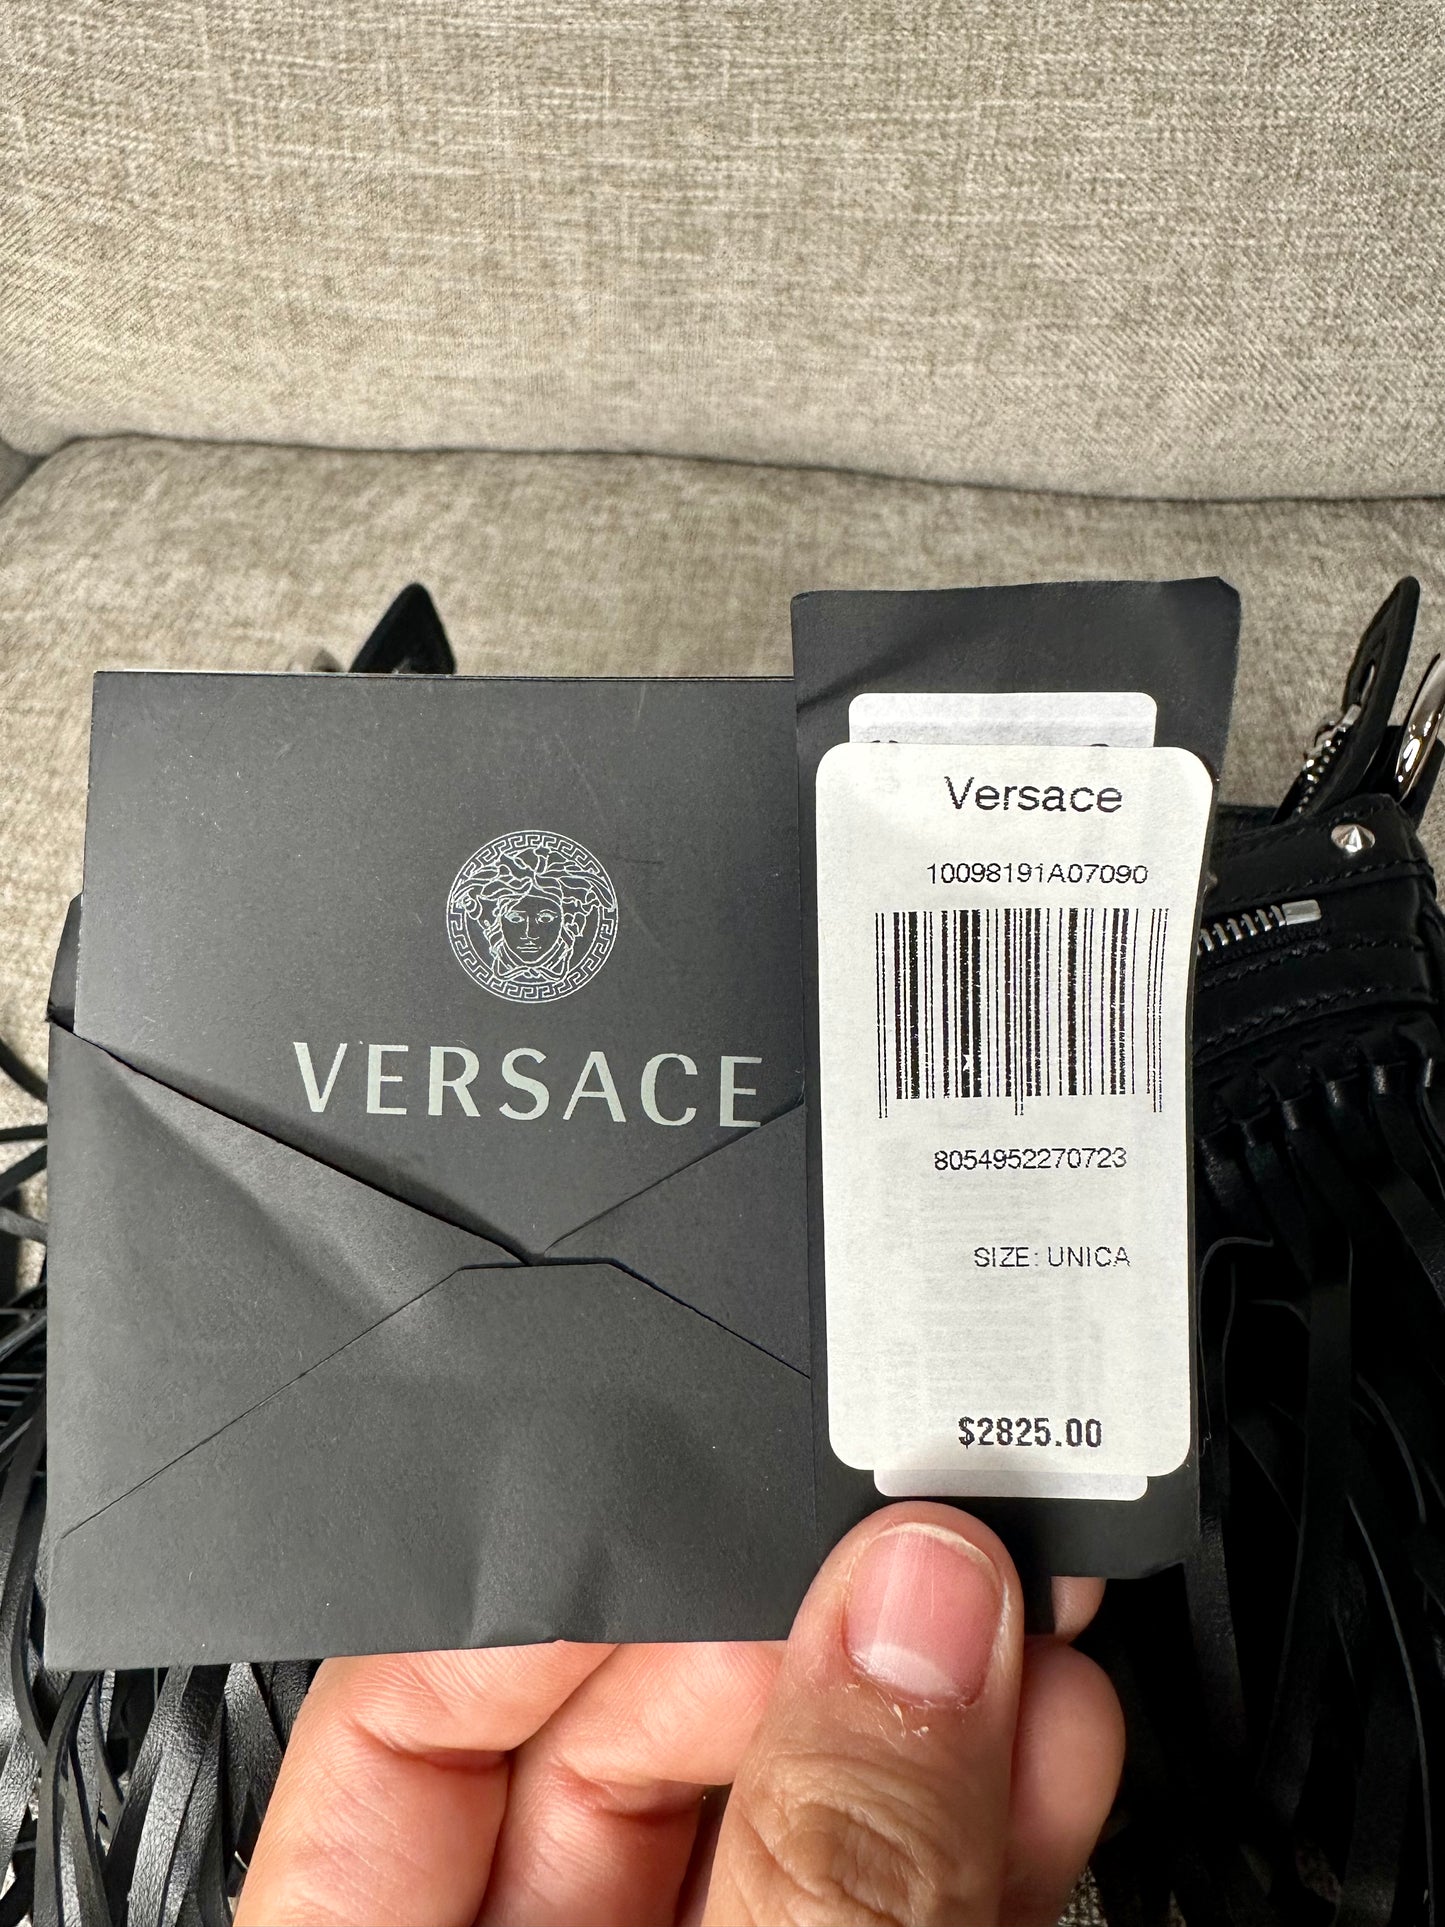 VERSACE
Versace
10098191A07090
8054952270723
SIZE: UNICA
$2825.00